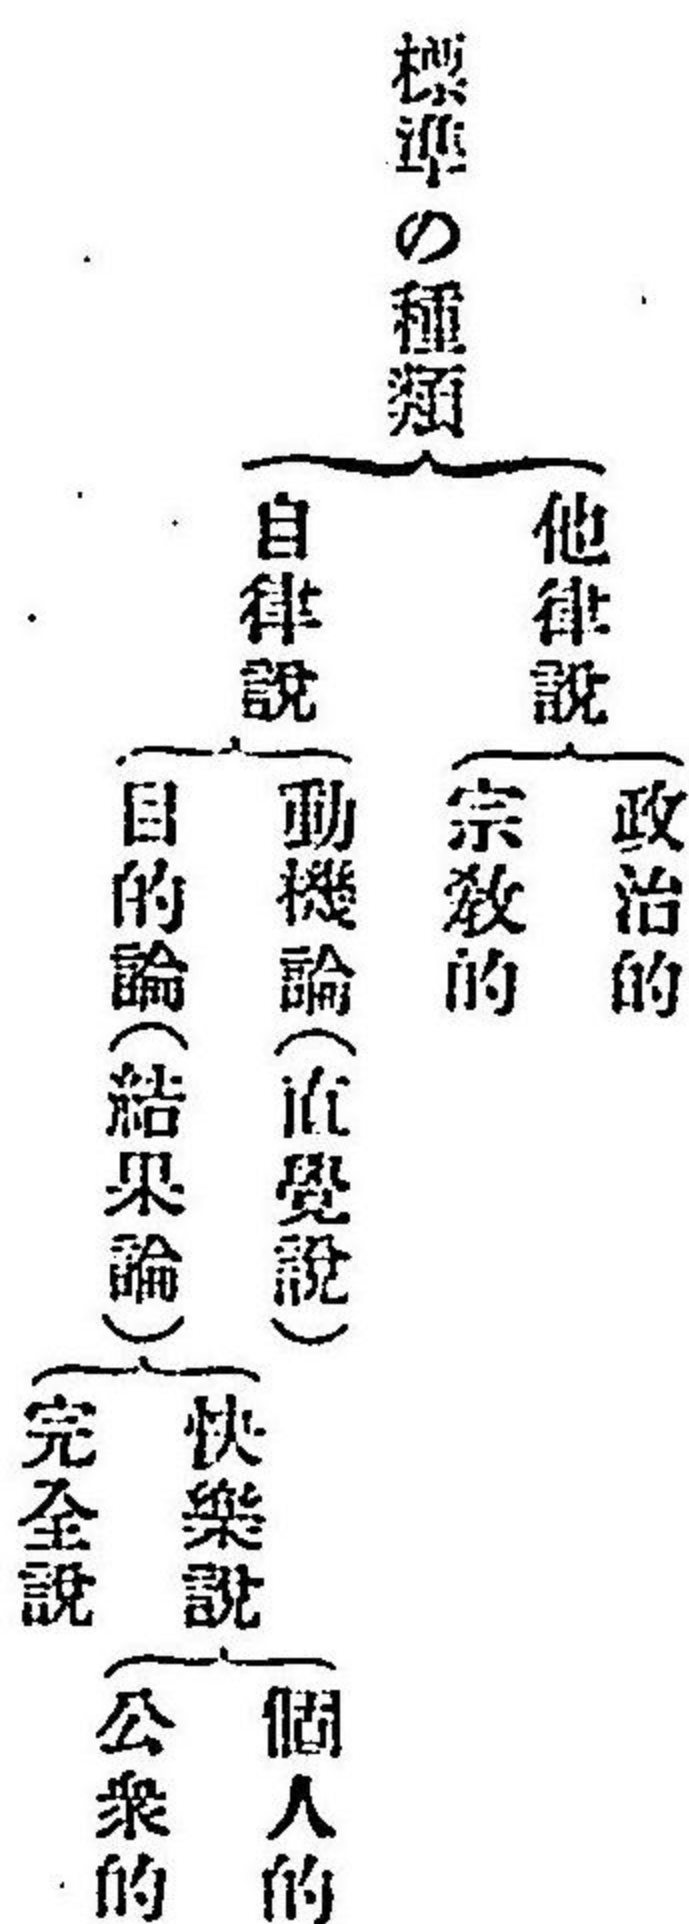 標準の種類
他律說
政治的
宗教的
自律說
動機論(直覺說)
目的論(結果論)
快樂說
個人的
公衆的
完全說